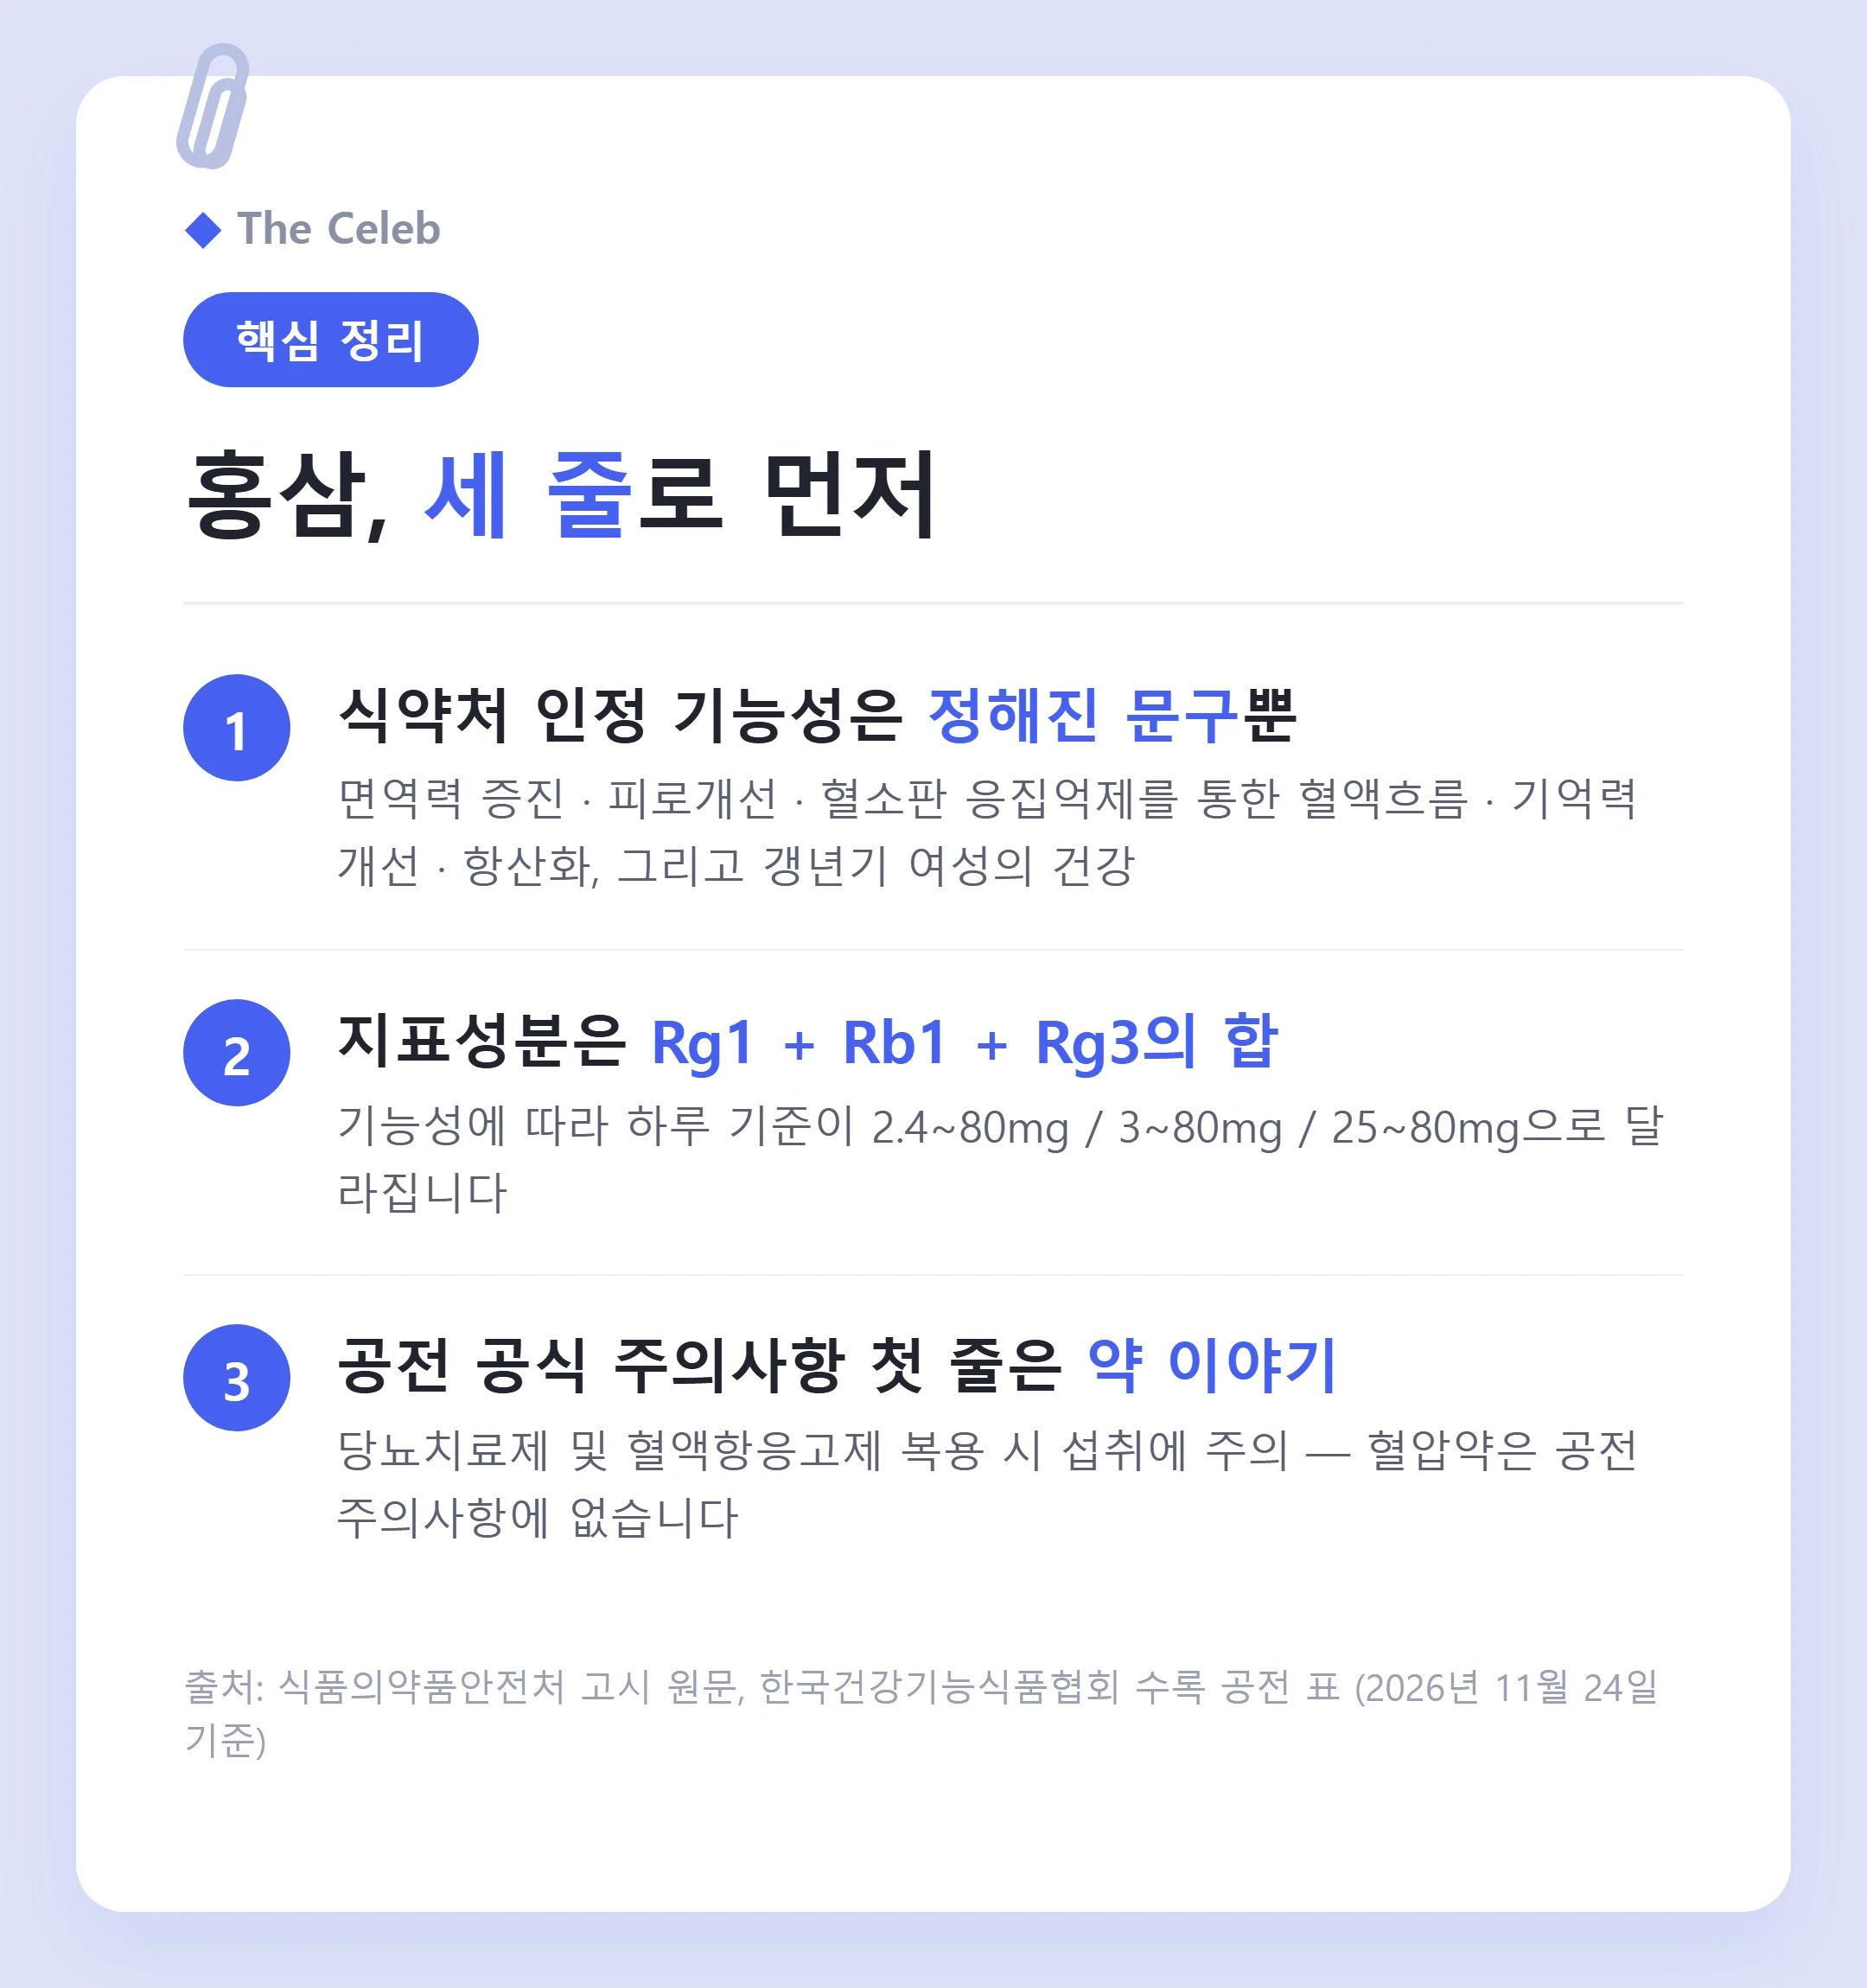 The Celeb
핵심 정리
홍삼, 세 줄로 먼저
1
식약처 인정 기능성은 정해진 문구뿐
면역력 증진 · 피로개선 · 혈소판 응집억제를 통한 혈액흐름 · 기억력
개선 · 항산화, 그리고 갱년기 여성의 건강
2
지표성분은 Rg1 + Rb1 + Rg3의 합
기능성에 따라 하루 기준이 2.4~80mg / 3~80mg / 25~80mg으로 달
라집니다
3
공전 공식 주의사항 첫 줄은 약 이야기
당뇨치료제 및 혈액항응고제 복용 시 섭취에 주의 — 혈압약은 공전
주의사항에 없습니다
출처: 식품의약품안전처 고시 원문, 한국건강기능식품협회 수록 공전 표 (2026년 11월 24일
기준)